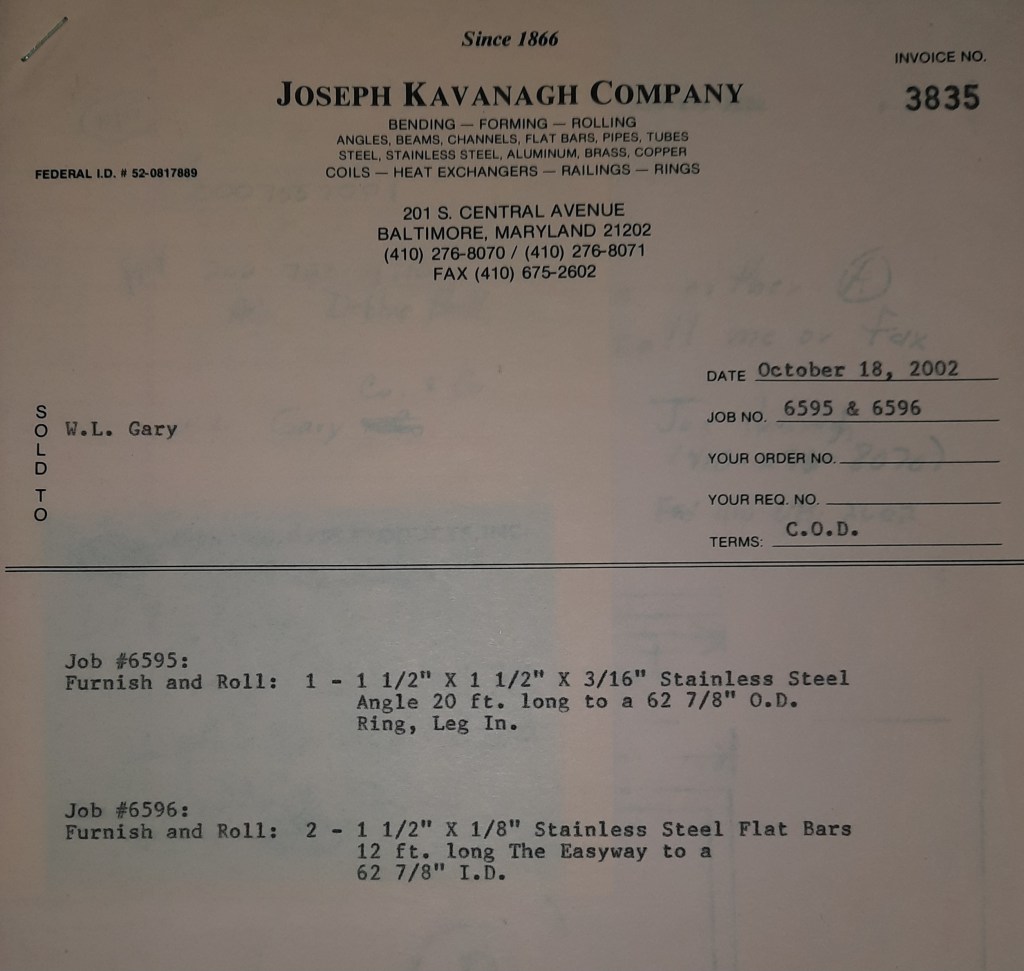 Since 1866
INVOICE NO.
JOSEPH KAVANAGH COMPANY
3835
BENDING — FORMING — ROLLING
ANGLES, BEAMS, CHANNELS, FLAT BARS, PIPES, TUBES
STEEL, STAINLESS STEEL, ALUMINUM, BRASS, COPPER
COILS — HEAT EXCHANGERS — RAILINGS — RINGS
FEDERAL I.D. # 52-0817889
201 S. CENTRAL AVENUE
BALTIMORE, MARYLAND 21202
(410) 276-8070 / (410) 276-8071
FAX (410) 675-2602
DATE October 18, 2002
JOB NO. 6595 & 6596
SOLD TO W.L. Gary
YOUR ORDER NO.
YOUR REQ. NO.
TERMS: C.O.D.
Job #6595:
Furnish and Roll: 1 - 1 1/2" X 1 1/2" X 3/16" Stainless Steel
Angle 20 ft. long to a 62 7/8" O.D.
Ring, Leg In.
Job #6596:
Furnish and Roll: 2 - 1 1/2" X 1/8" Stainless Steel Flat Bars
12 ft. long The Easyway to a
62 7/8" I.D.